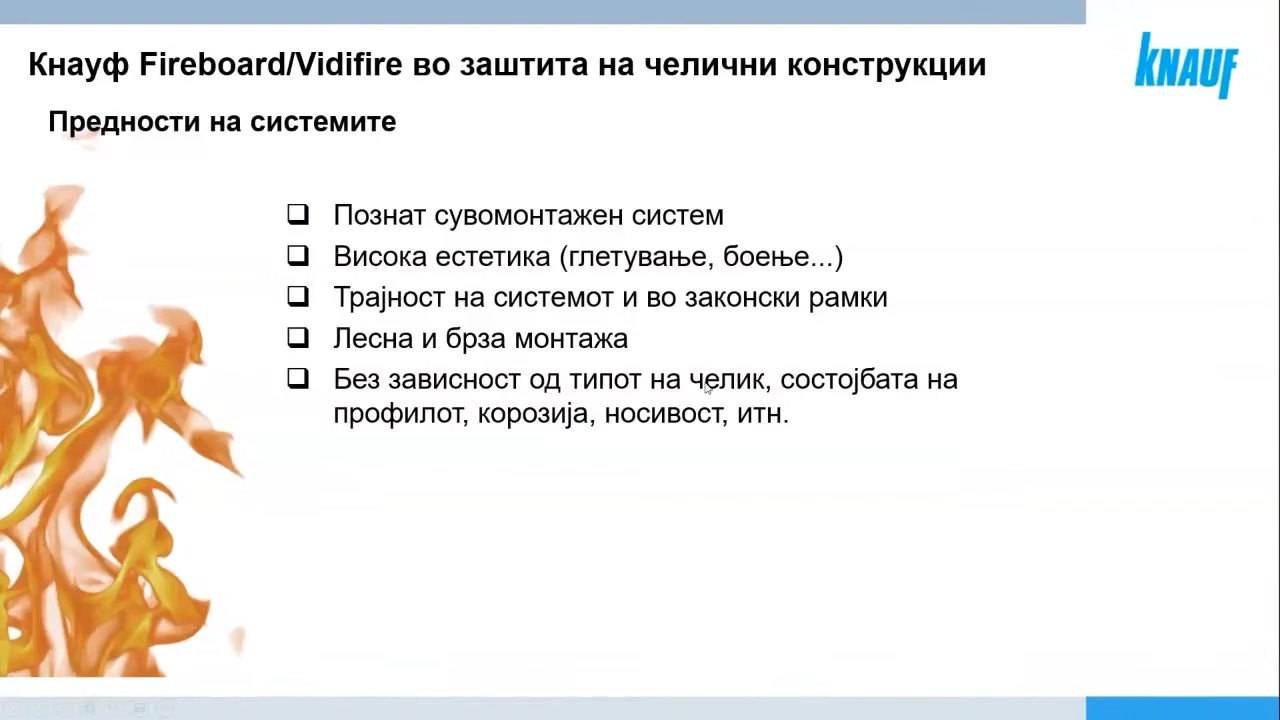 Кнауф Fireboard/Vidifire во заштита на челични конструкции
KNAUF
Предности на системите
❑ Познат сувомонтажен систем
❑ Висока естетика (глетување, боење...)
❑ Трајност на системот и во законски рамки
❑ Лесна и брза монтажа
❑ Без зависност од типот на челик, состојбата на
профилот, корозија, носивост, итн.